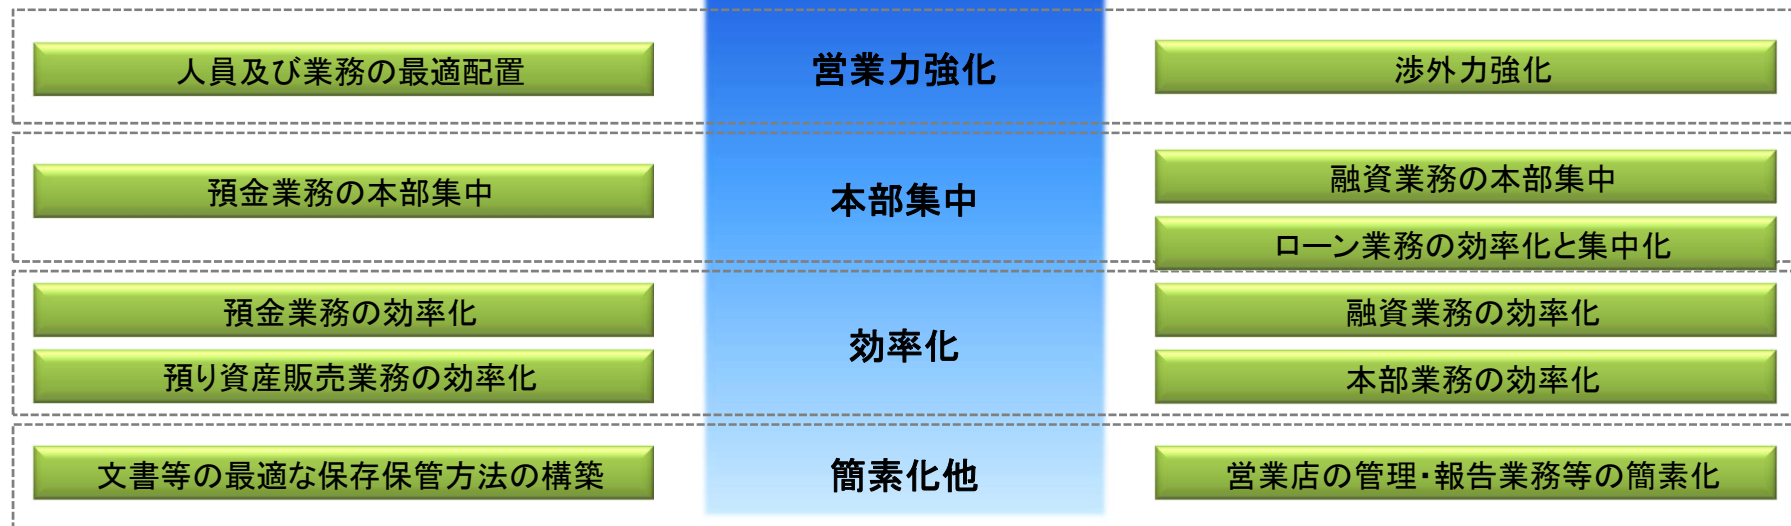 人員及び業務の最適配置
営業力強化
渉外力強化
預金業務の本部集中
本部集中
融資業務の本部集中
ローン業務の効率化と集中化
預金業務の効率化
預り資産販売業務の効率化
効率化
融資業務の効率化
本部業務の効率化
文書等の最適な保存保管方法の構築
簡素化他
営業店の管理・報告業務等の簡素化